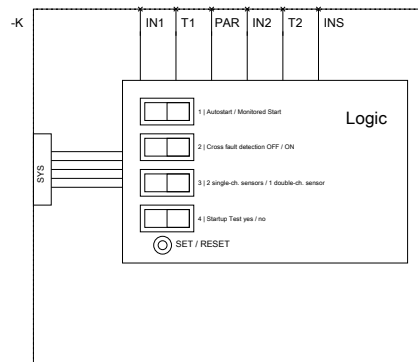 -K IN1 T1 PAR IN2 T2 INS
1 | Autostart / Monitored Start
Logic
2 | Cross fault detection OFF / ON
SYS
3 | 2 single-ch. sensors / 1 double-ch. sensor
4 | Startup Test yes / no
SET / RESET